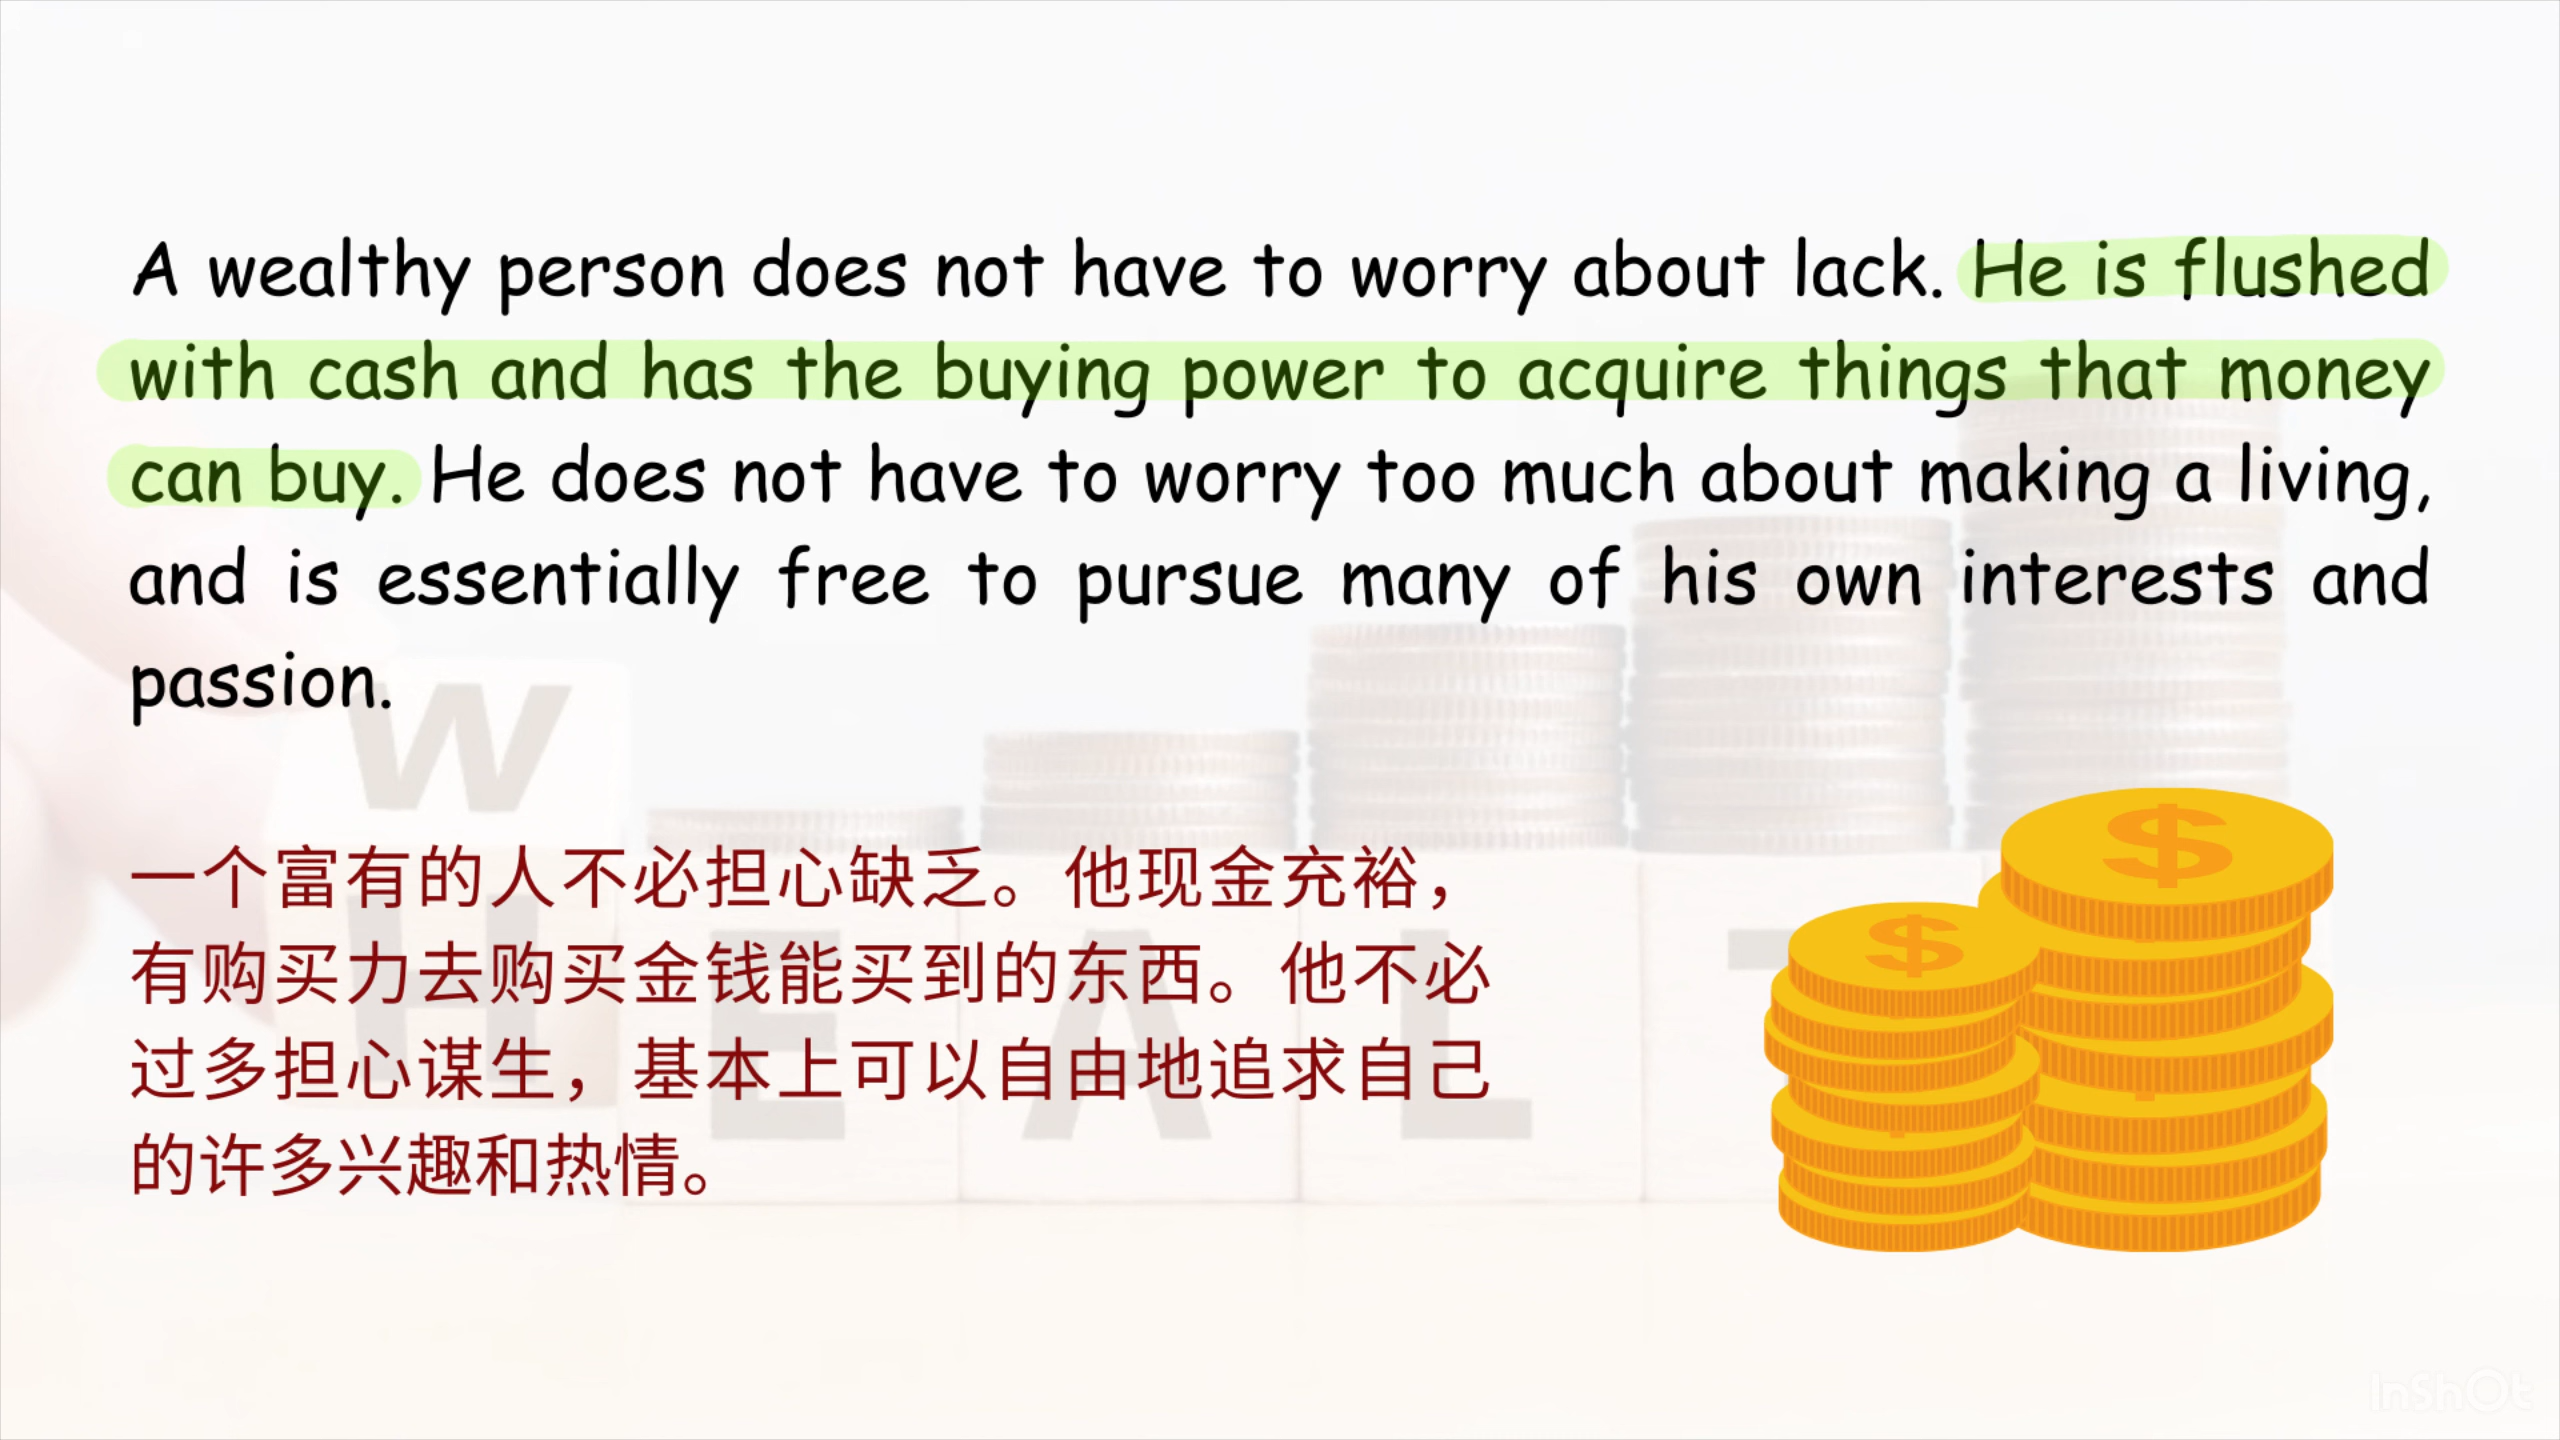 A wealthy person does not have to worry about lack. He is flushed
with cash and has the buying power to acquire things that money
can buy. He does not have to worry too much about making a living,
and is essentially free to pursue many of his own interests and
passion.
一个富有的人不必担心缺乏。他现金充裕，
有购买力去购买金钱能买到的东西。他不必
过多担心谋生，基本上可以自由地追求自己
的许多兴趣和热情。
W
H E A L T
$ $
InShOt